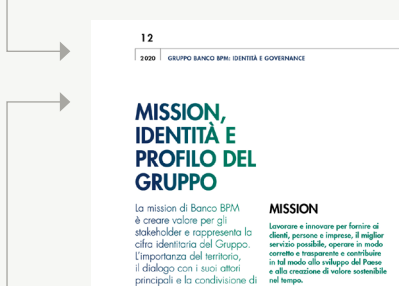 12
2020 GRUPPO BANCO BPM: IDENTITÀ E GOVERNANCE
MISSION,
IDENTITÀ E
PROFILO DEL
GRUPPO
La mission di Banco BPM
è creare valore per gli
stakeholder e rappresenta la
cifra identitaria del Gruppo.
L'importanza del territorio,
il dialogo con i suoi attori
principali e la condivisione di
MISSION
Lavorare e innovare per fornire ai
clienti, persone e imprese, il miglior
servizio possibile, operare in modo
corretto e trasparente e contribuire
in tal modo allo sviluppo del Paese
e alla creazione di valore sostenibile
nel tempo.